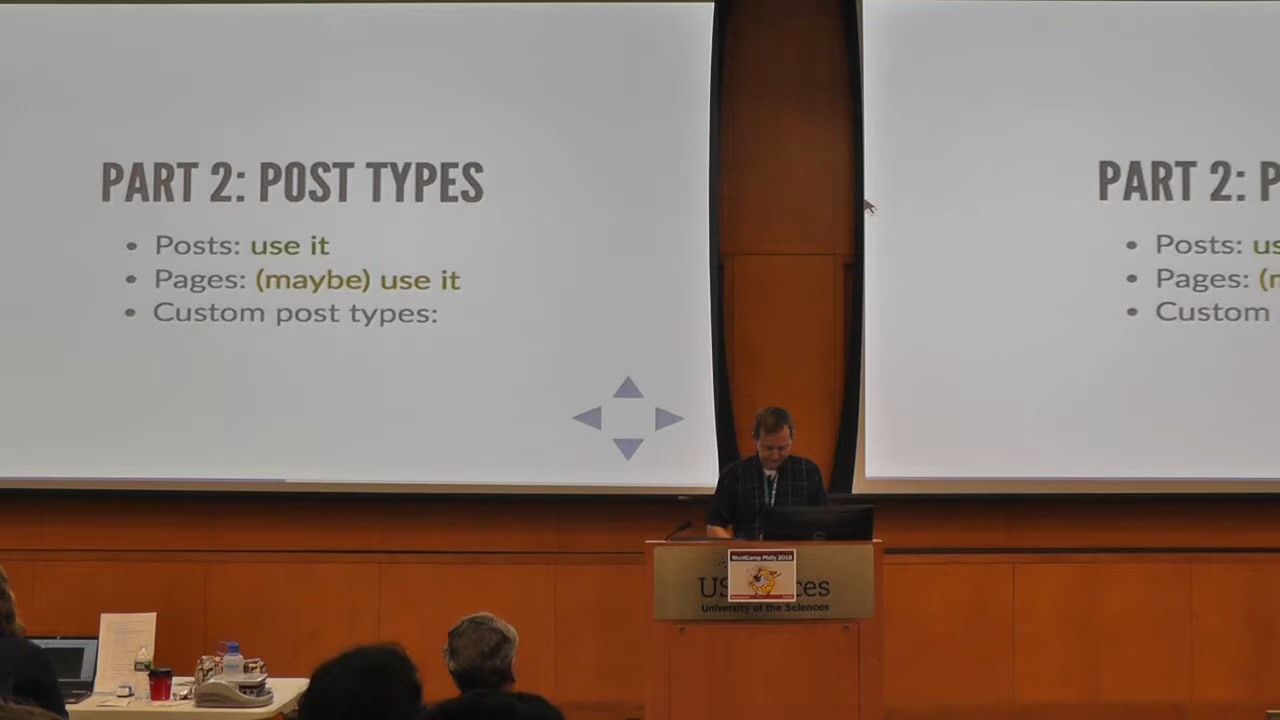 PART 2: POST TYPES
• Posts: use it
• Pages: (maybe) use it
• Custom post types:
PART 2: P
• Posts: us
• Pages: (m
• Custom
WordCamp Philly 2018
US ces
University of the Sciences